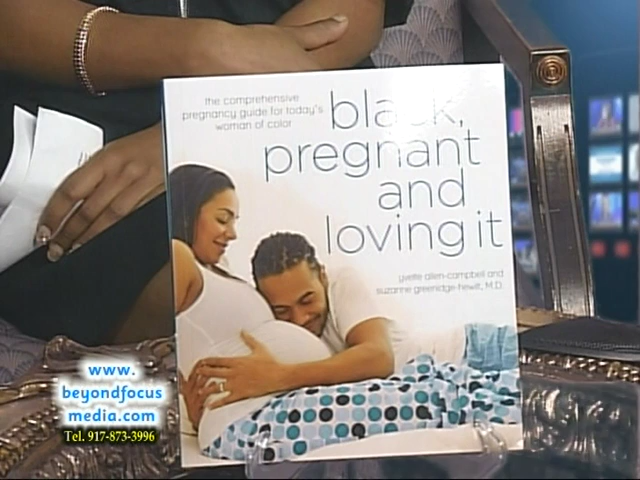 the comprehensive
pregnancy guide for today's
woman of color
black,
pregnant
and
loving it
yvette allen-campbell and
suzanne greenidge-hewitt, M.D.
www.
beyondfocus
media.com
Tel. 917-873-3996